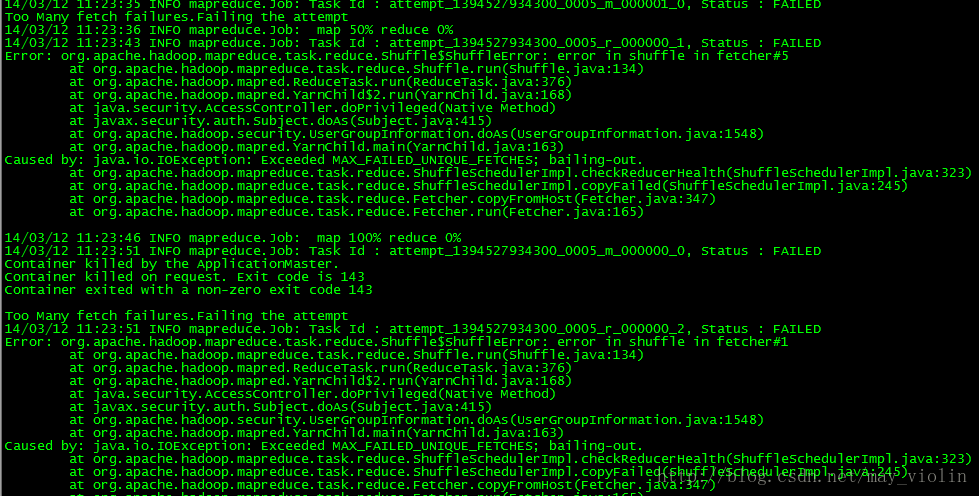 14/03/12 11:23:35 INFO mapreduce.Job: Task Id : attempt_1394527934300_0005_m_000001_0, Status : FAILED
Too Many fetch failures.Failing the attempt
14/03/12 11:23:36 INFO mapreduce.Job:  map 50% reduce 0%
14/03/12 11:23:43 INFO mapreduce.Job: Task Id : attempt_1394527934300_0005_r_000000_1, Status : FAILED
Error: org.apache.hadoop.mapreduce.task.reduce.Shuffle$ShuffleError: error in shuffle in fetcher#5
at org.apache.hadoop.mapreduce.task.reduce.Shuffle.run(Shuffle.java:134)
at org.apache.hadoop.mapred.ReduceTask.run(ReduceTask.java:376)
at org.apache.hadoop.mapred.YarnChild$2.run(YarnChild.java:168)
at java.security.AccessController.doPrivileged(Native Method)
at javax.security.auth.Subject.doAs(Subject.java:415)
at org.apache.hadoop.security.UserGroupInformation.doAs(UserGroupInformation.java:1548)
at org.apache.hadoop.mapred.YarnChild.main(YarnChild.java:163)
Caused by: java.io.IOException: Exceeded MAX_FAILED_UNIQUE_FETCHES; bailing-out.
at org.apache.hadoop.mapreduce.task.reduce.ShuffleSchedulerImpl.checkReducerHealth(ShuffleSchedulerImpl.java:323)
at org.apache.hadoop.mapreduce.task.reduce.ShuffleSchedulerImpl.copyFailed(ShuffleSchedulerImpl.java:245)
at org.apache.hadoop.mapreduce.task.reduce.Fetcher.copyFromHost(Fetcher.java:347)
at org.apache.hadoop.mapreduce.task.reduce.Fetcher.run(Fetcher.java:165)
14/03/12 11:23:46 INFO mapreduce.Job:  map 100% reduce 0%
14/03/12 11:23:51 INFO mapreduce.Job: Task Id : attempt_1394527934300_0005_m_000000_0, Status : FAILED
Container killed by the ApplicationMaster.
Container killed on request. Exit code is 143
Container exited with a non-zero exit code 143
Too Many fetch failures.Failing the attempt
14/03/12 11:23:51 INFO mapreduce.Job: Task Id : attempt_1394527934300_0005_r_000000_2, Status : FAILED
Error: org.apache.hadoop.mapreduce.task.reduce.Shuffle$ShuffleError: error in shuffle in fetcher#1
at org.apache.hadoop.mapreduce.task.reduce.Shuffle.run(Shuffle.java:134)
at org.apache.hadoop.mapred.ReduceTask.run(ReduceTask.java:376)
at org.apache.hadoop.mapred.YarnChild$2.run(YarnChild.java:168)
at java.security.AccessController.doPrivileged(Native Method)
at javax.security.auth.Subject.doAs(Subject.java:415)
at org.apache.hadoop.security.UserGroupInformation.doAs(UserGroupInformation.java:1548)
at org.apache.hadoop.mapred.YarnChild.main(YarnChild.java:163)
Caused by: java.io.IOException: Exceeded MAX_FAILED_UNIQUE_FETCHES; bailing-out.
at org.apache.hadoop.mapreduce.task.reduce.ShuffleSchedulerImpl.checkReducerHealth(ShuffleSchedulerImpl.java:323)
at org.apache.hadoop.mapreduce.task.reduce.ShuffleSchedulerImpl.copyFailed(ShuffleSchedulerImpl.java:245)
http://blog.csdn.net/may_violin
at org.apache.hadoop.mapreduce.task.reduce.Fetcher.copyFromHost(Fetcher.java:347)
at org.apache.hadoop.mapreduce.task.reduce.Fetcher.run(Fetcher.java:165)